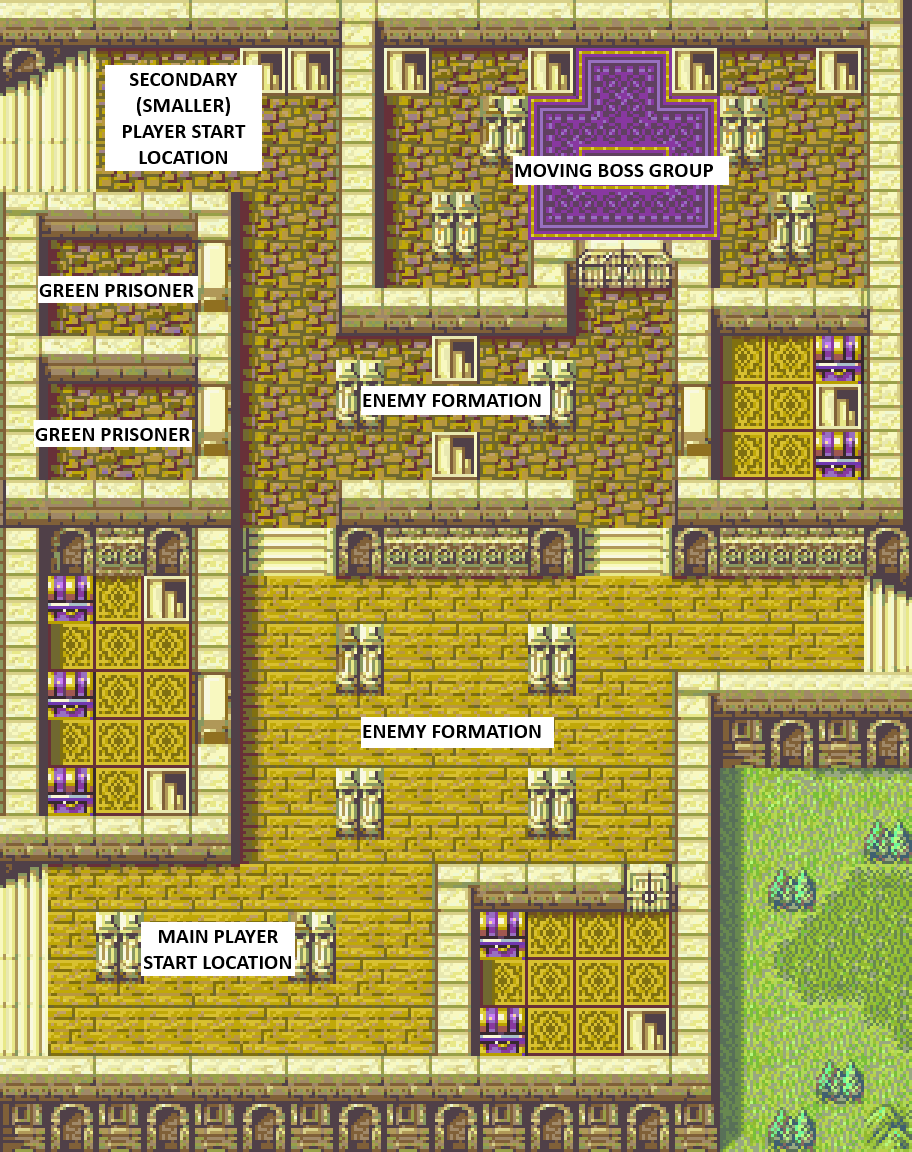 SECONDARY
(SMALLER)
PLAYER START
LOCATION
MOVING BOSS GROUP
GREEN PRISONER
ENEMY FORMATION
GREEN PRISONER
ENEMY FORMATION
MAIN PLAYER
START LOCATION